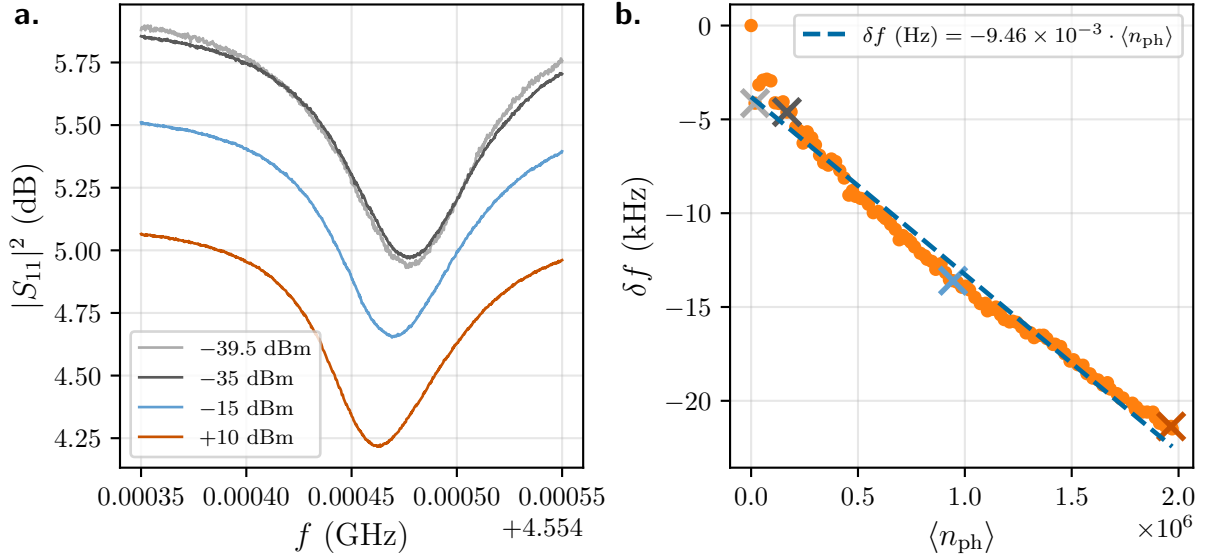 a.
|S₁₁|² (dB)
5.75
5.50
5.25
5.00
4.75
4.50
4.25
−39.5 dBm
−35 dBm
−15 dBm
+10 dBm
0.00035 0.00040 0.00045 0.00050 0.00055
+4.554
f (GHz)
b.
δf (Hz) = −9.46 × 10⁻³ · ⟨nₚₕ⟩
δf (kHz)
0
−5
−10
−15
−20
0.0 0.5 1.0 1.5 2.0
×10⁶
⟨nₚₕ⟩